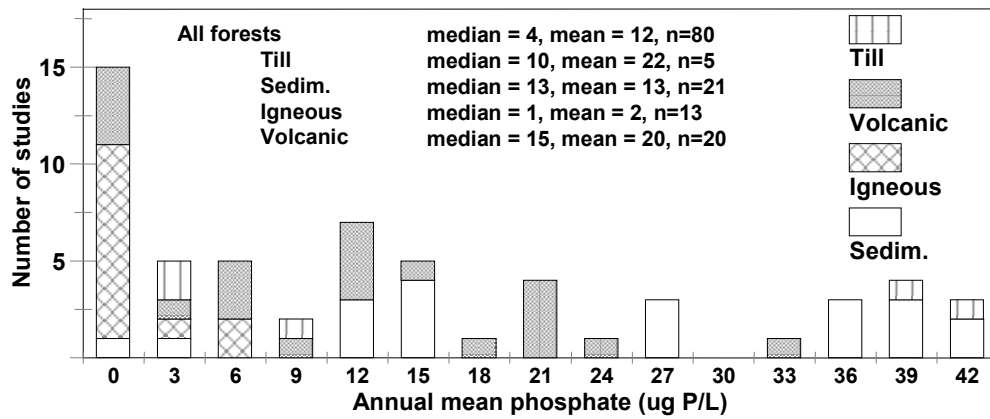 All forests median = 4, mean = 12, n=80
Till median = 10, mean = 22, n=5
Sedim. median = 13, mean = 13, n=21
Igneous median = 1, mean = 2, n=13
Volcanic median = 15, mean = 20, n=20
Till
Volcanic
Igneous
Sedim.
Number of studies
15
10
5
0 3 6 9 12 15 18 21 24 27 30 33 36 39 42
Annual mean phosphate (ug P/L)